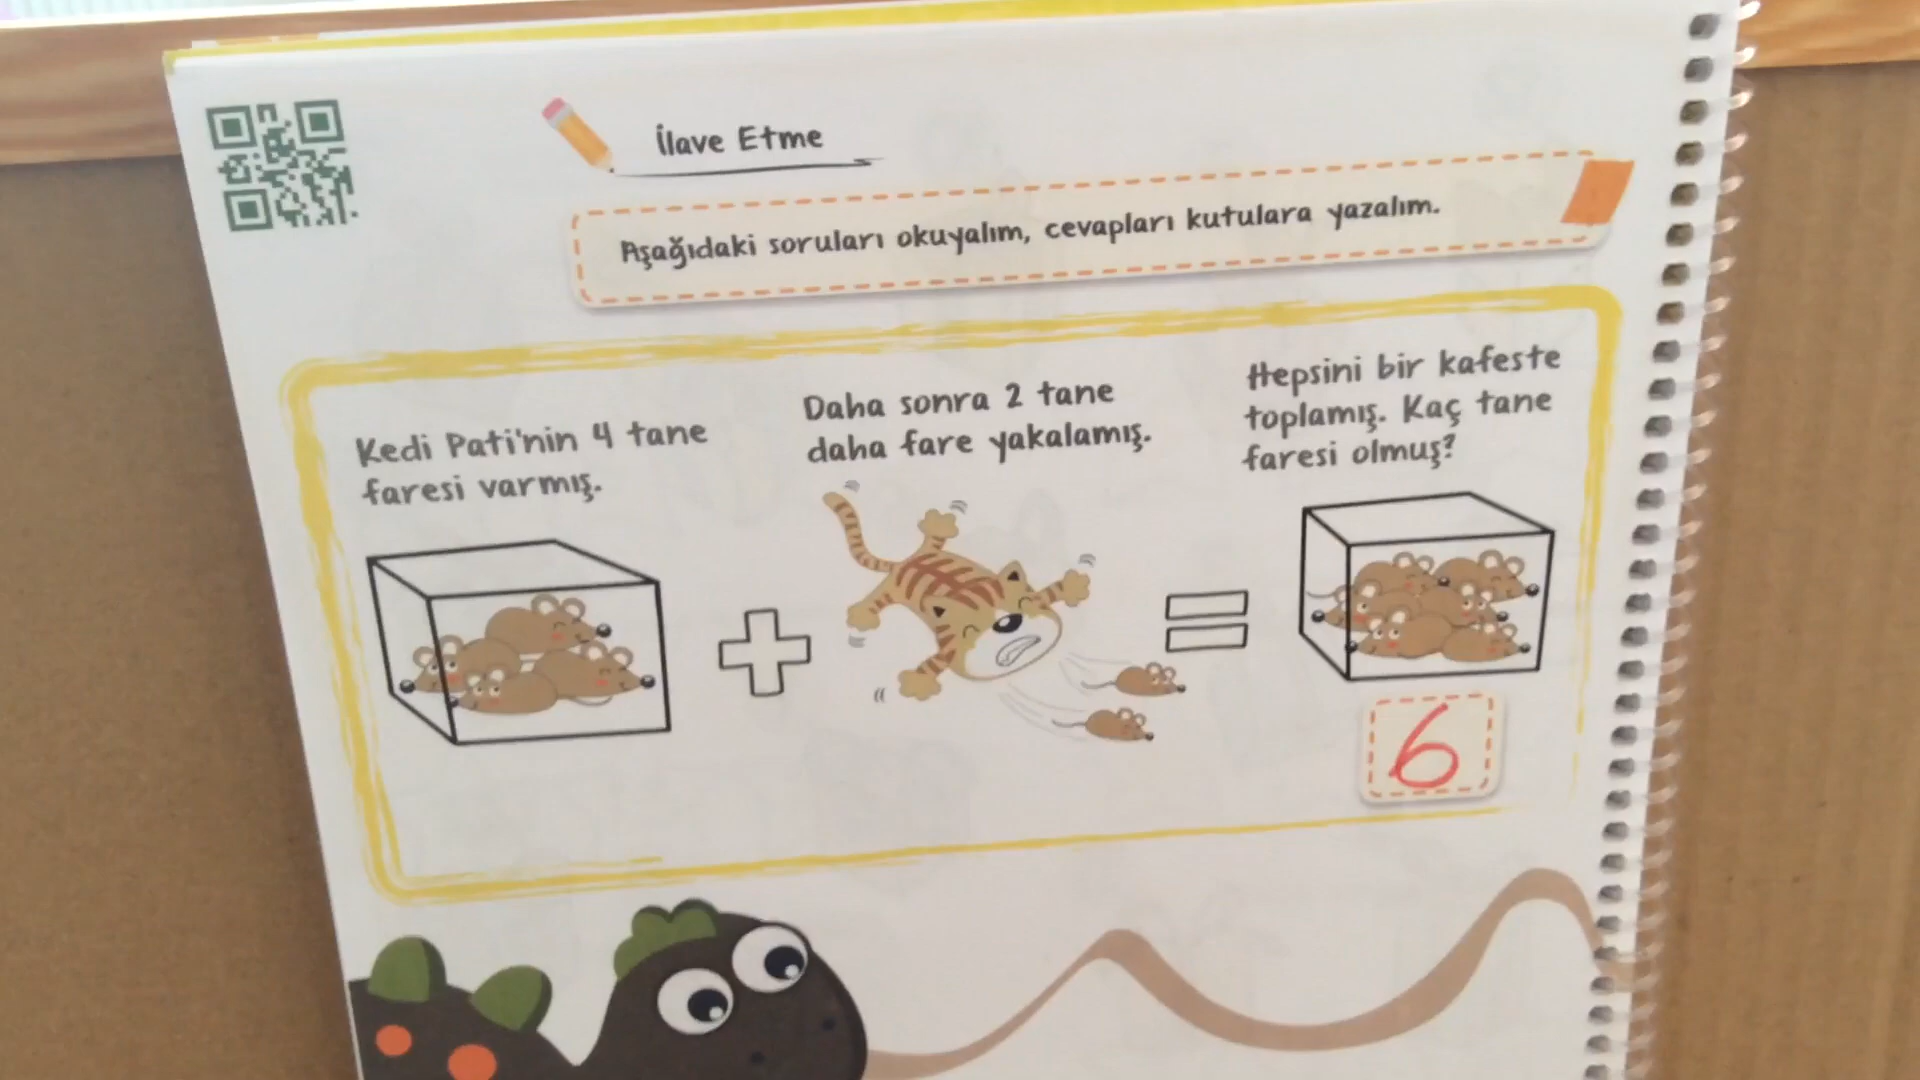 İlave Etme
Aşağıdaki soruları okuyalım, cevapları kutulara yazalım.
Kedi Pati'nin 4 tane
faresi varmış.
Daha sonra 2 tane
daha fare yakalamış.
Hepsini bir kafeste
toplamış. Kaç tane
faresi olmuş?
6